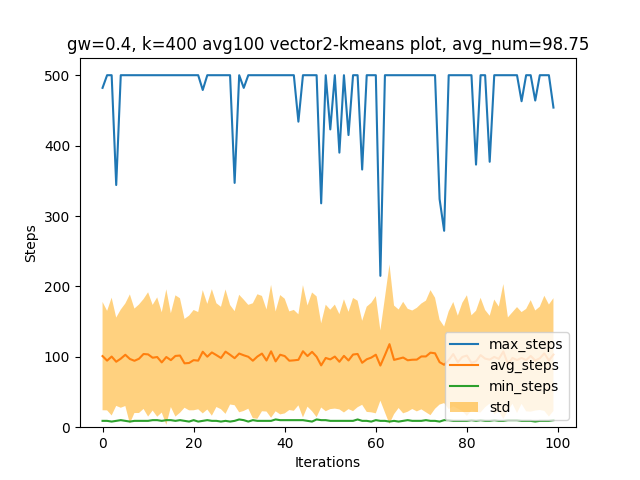 gw=0.4, k=400 avg100 vector2-kmeans plot, avg_num=98.75
Steps
500
400
300
200
100
0
max_steps
avg_steps
min_steps
std
0
20
40
60
80
100
Iterations